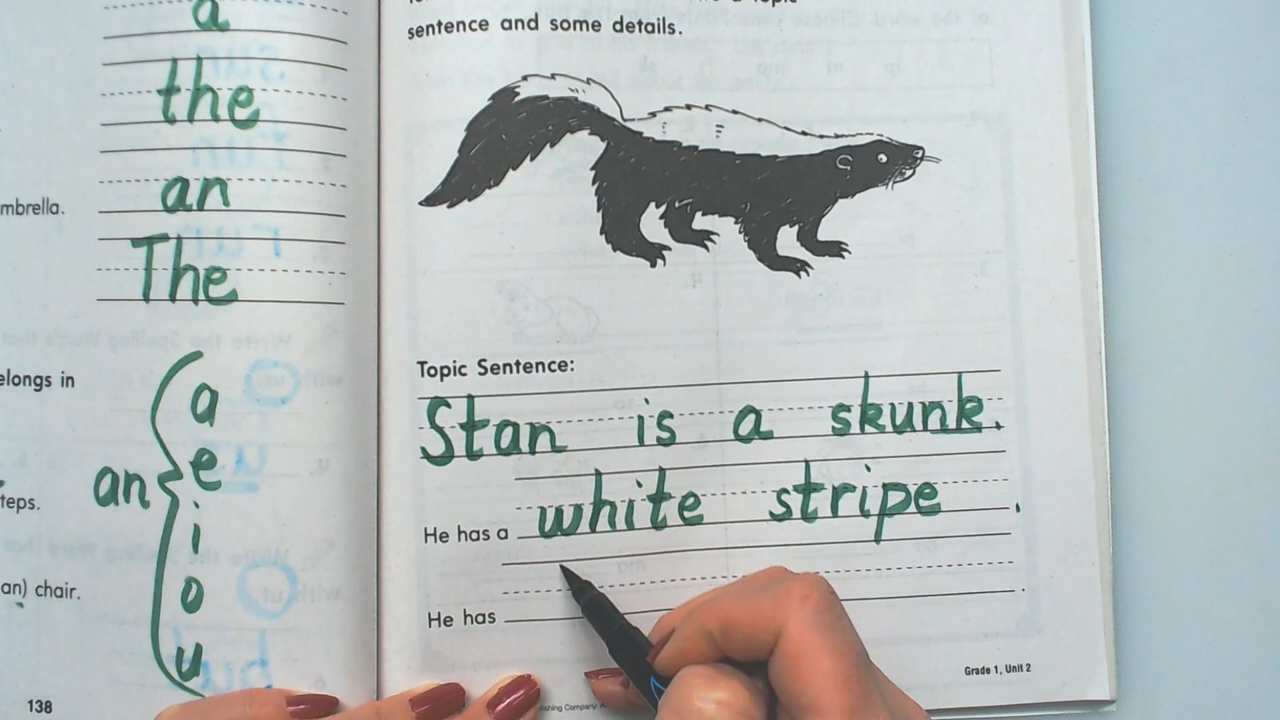 a
the
an
mbrella.
The
elongs in
a
e
an
i
teps.
o
an) chair.
u
138
sentence and some details.
Topic Sentence:
Stan is a skunk.
He has a white stripe.
He has .
Grade 1, Unit 2